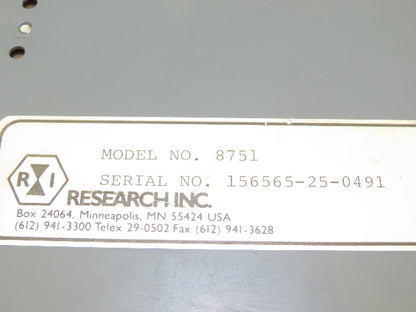 MODEL NO. 8751
SERIAL NO. 156565-25-0491
R I
RESEARCH INC.
Box 24064, Minneapolis, MN 55424 USA
(612) 941-3300 Telex 29-0502 Fax (612) 941-3628